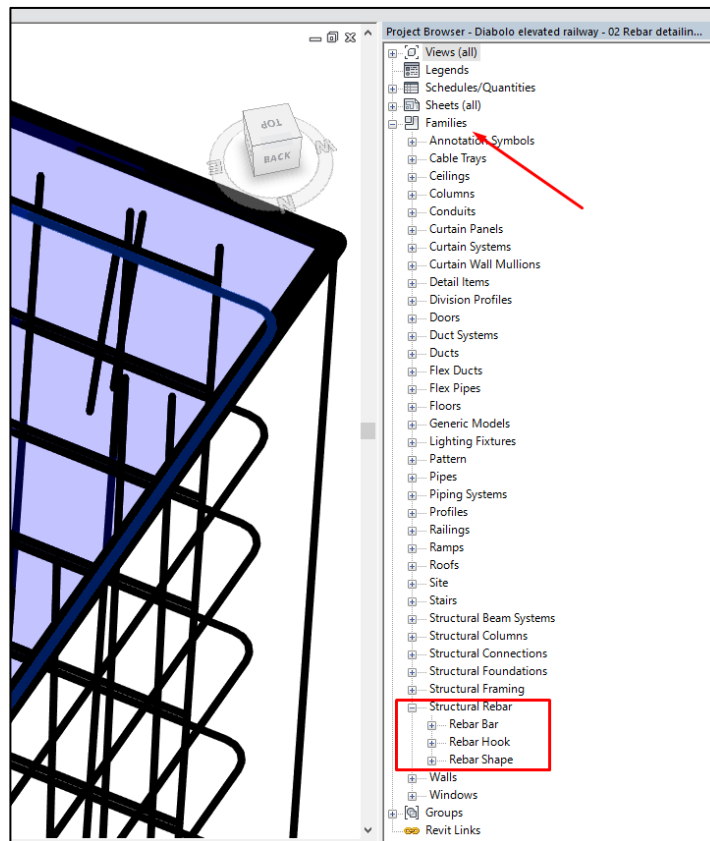 Project Browser - Diabolo elevated railway - 02 Rebar detailin...
Views (all)
Legends
Schedules/Quantities
Sheets (all)
Families
Annotation Symbols
Cable Trays
Ceilings
Columns
Conduits
Curtain Panels
Curtain Systems
Curtain Wall Mullions
Detail Items
Division Profiles
Doors
Duct Systems
Ducts
Flex Ducts
Flex Pipes
Floors
Generic Models
Lighting Fixtures
Pattern
Pipes
Piping Systems
Profiles
Railings
Ramps
Roofs
Site
Stairs
Structural Beam Systems
Structural Columns
Structural Connections
Structural Foundations
Structural Framing
Structural Rebar
Rebar Bar
Rebar Hook
Rebar Shape
Walls
Windows
Groups
Revit Links
TOP
BACK
E
W
N